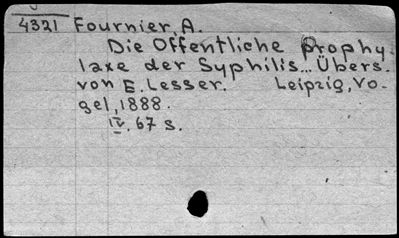 4321 Fournier, A.
Die Offentliche Prophy-
laxe der Syphilis... Übers.
von E. Lesser. Leipzig, Vo-
gel, 1888.
IV. 67 s.